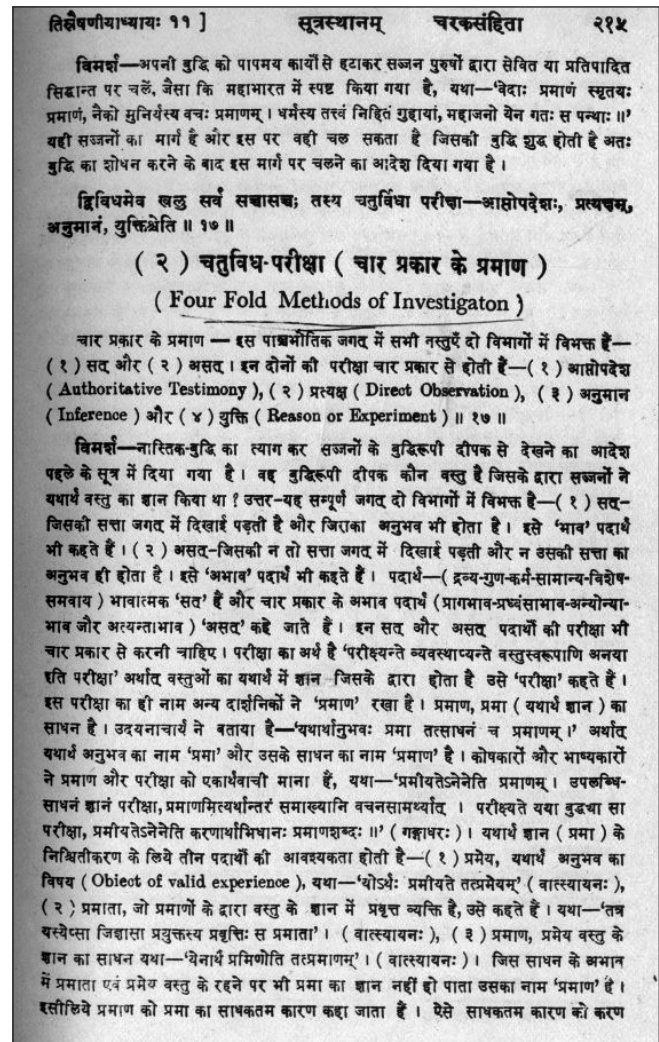 तिस्रैषणीयाध्यायः ११ ] सूत्रस्थानम् चरकसंहिता २१५
विमर्श—अपनी बुद्धि को पापमय कार्यों से हटाकर सज्जन पुरुषों द्वारा सेवित या प्रतिपादित
सिद्धान्त पर चलें, जैसा कि महाभारत में स्पष्ट किया गया है, यथा—'वेदाः प्रमाणं स्मृतयः
प्रमाणं, नैको मुनिर्यस्य वचः प्रमाणम् । धर्मस्य तत्त्वं निहितं गुहायां, महाजनो येन गतः स पन्थाः ॥'
यही सज्जनों का मार्ग है और इस पर वही चल सकता है जिसकी बुद्धि शुद्ध होती है अतः
बुद्धि का शोधन करने के बाद इस मार्ग पर चलने का आदेश दिया गया है ।
द्विविधमेव खलु सर्वं सच्चासच्च; तस्य चतुर्विधा परीक्षा—आप्तोपदेशः, प्रत्यक्षम्,
अनुमानं, युक्तिश्चेति ॥ १७ ॥
( २ ) चतुविध-परीक्षा ( चार प्रकार के प्रमाण )
( Four Fold Methods of Investigaton )
चार प्रकार के प्रमाण — इस पाञ्चभौतिक जगत् में सभी वस्तुएँ दो विभागों में विभक्त हैं—
( १ ) सत् और ( २ ) असत् । इन दोनों की परीक्षा चार प्रकार से होती है—( १ ) आप्तोपदेश
( Authoritative Testimony ), ( २ ) प्रत्यक्ष ( Direct Observation ), ( ३ ) अनुमान
( Inference ) और ( ४ ) युक्ति ( Reason or Experiment ) ॥ १७ ॥
विमर्श—नास्तिक-बुद्धि का त्याग कर सज्जनों के बुद्धिरूपी दीपक से देखने का आदेश
पहले के सूत्र में दिया गया है । वह बुद्धिरूपी दीपक कौन वस्तु है जिसके द्वारा सज्जनों ने
यथार्थ वस्तु का ज्ञान किया था ? उत्तर-यह सम्पूर्ण जगत् दो विभागों में विभक्त है—( १ ) सत्-
जिसकी सत्ता जगत् में दिखाई पड़ती है और जिसका अनुभव भी होता है । इसे 'भाव' पदार्थ
भी कहते हैं । ( २ ) असत्-जिसकी न तो सत्ता जगत् में दिखाई पड़ती और न उसकी सत्ता का
अनुभव ही होता है । इसे 'अभाव' पदार्थ भी कहते हैं । पदार्थ—( द्रव्य-गुण-कर्म-सामान्य-विशेष-
समवाय ) भावात्मक 'सत्' हैं और चार प्रकार के अभाव पदार्थ (प्रागभाव-प्रध्वंसाभाव-अन्योन्या-
भाव और अत्यन्ताभाव ) 'असत्' कहे जाते हैं । इन सत् और असत् पदार्थों की परीक्षा भी
चार प्रकार से करनी चाहिए । परीक्षा का अर्थ है 'परीक्ष्यन्ते व्यवस्थाप्यन्ते वस्तुस्वरूपाणि अनया
इति परीक्षा' अर्थात् वस्तुओं का यथार्थ में ज्ञान जिसके द्वारा होता है उसे 'परीक्षा' कहते हैं ।
इस परीक्षा का ही नाम अन्य दार्शनिकों ने 'प्रमाण' रखा है । प्रमाण, प्रमा ( यथार्थ ज्ञान ) का
साधन है । उदयनाचार्य ने बताया है—'यथार्थानुभवः प्रमा तत्साधनं च प्रमाणम् ।' अर्थात्
यथार्थ अनुभव का नाम 'प्रमा' और उसके साधन का नाम 'प्रमाण' है । कोषकारों और भाष्यकारों
ने प्रमाण और परीक्षा को एकार्थवाची माना हैं, यथा—'प्रमीयतेऽनेनेति प्रमाणम् । उपलब्धि-
साधनं ज्ञानं परीक्षा, प्रमाणमित्यर्थान्तरं समाख्यानि वचनसामर्थ्यात् । परीक्ष्यते यया बुद्ध्या सा
परीक्षा, प्रमीयतेऽनेनेति करणार्थाभिधानः प्रमाणशब्दः ॥' ( गङ्गाधरः ) । यथार्थ ज्ञान ( प्रमा ) के
निश्चितीकरण के लिये तीन पदार्थों की आवश्यकता होती है—( १ ) प्रमेय, यथार्थ अनुभव का
विषय ( Obiect of valid experience ), यथा—'योऽर्थः प्रमीयते तत्प्रमेयम्' ( वात्स्यायनः ),
( २ ) प्रमाता, जो प्रमाणों के द्वारा वस्तु के ज्ञान में प्रवृत्त व्यक्ति है, उसे कहते हैं । यथा—'तत्र
यस्येप्सा जिज्ञासा प्रयुक्तस्य प्रवृत्तिः स प्रमाता' । ( वात्स्यायनः ), ( ३ ) प्रमाण, प्रमेय वस्तु के
ज्ञान का साधन यथा—'येनार्थं प्रमिणोति तत्प्रमाणम्' । ( वात्स्यायनः ) । जिस साधन के अभाव
में प्रमाता एवं प्रमेय वस्तु के रहने पर भी प्रमा का ज्ञान नहीं हो पाता उसका नाम 'प्रमाण' है ।
इसीलिये प्रमाण को प्रमा का साधकतम कारण कहा जाता हैं । ऐसे साधकतम कारण को करण